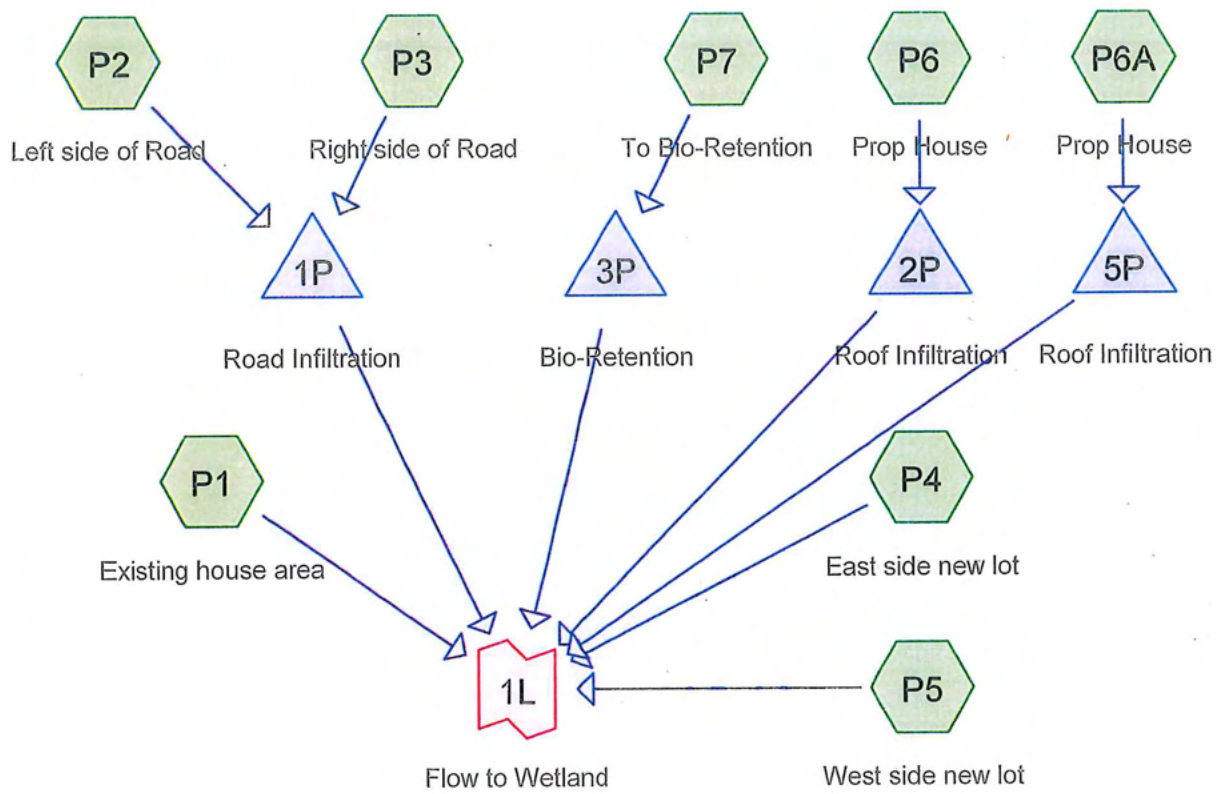 P2
P3
P7
P6
P6A
Left side of Road
Right side of Road
To Bio-Retention
Prop House
Prop House
1P
3P
2P
5P
Road Infiltration
Bio-Retention
Roof Infiltration
Roof Infiltration
P1
P4
Existing house area
East side new lot
1L
P5
Flow to Wetland
West side new lot